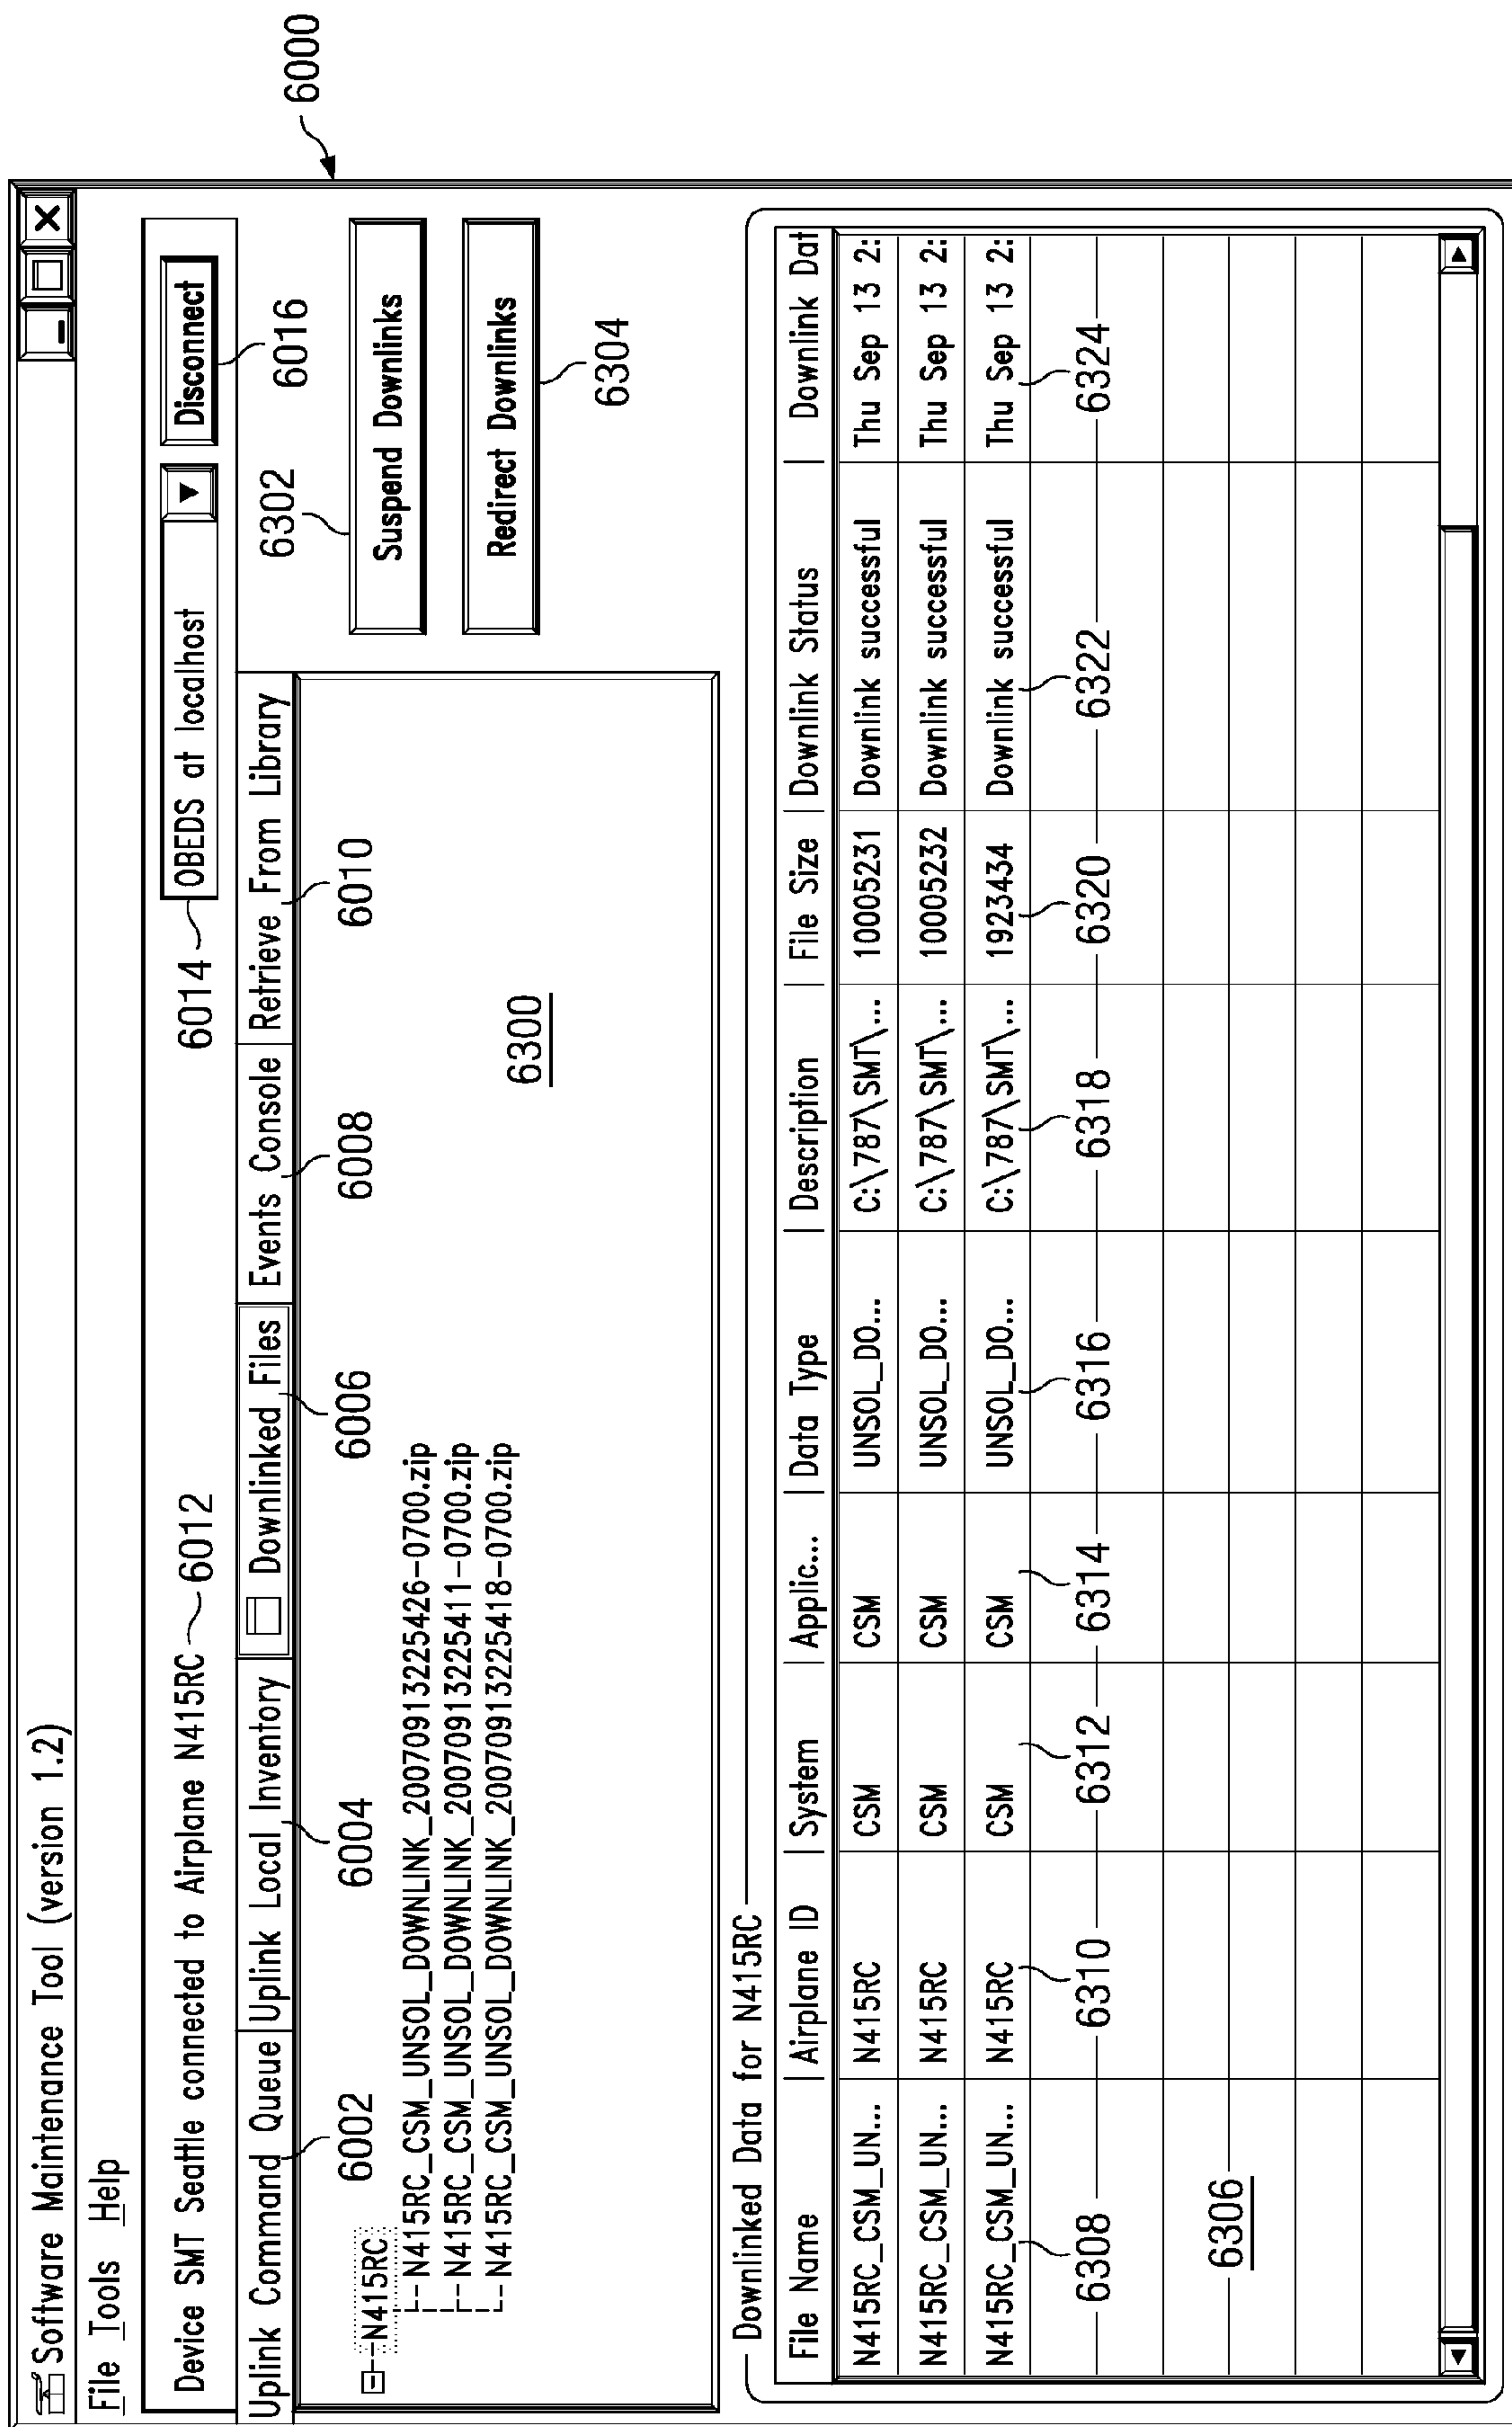 Software Maintenance Tool (version 1.2)
File Tools Help
6000
Device SMT Seattle connected to Airplane N415RC 6012
6014 OBEDS at localhost
Disconnect
6016
Uplink Command Queue Uplink Local Inventory Downlinked Files Events Console Retrieve From Library
6002 6004 6006 6008 6010
N415RC
N415RC_CSM_UNSOL_DOWNLINK_20070913225426-0700.zip
N415RC_CSM_UNSOL_DOWNLINK_20070913225411-0700.zip
N415RC_CSM_UNSOL_DOWNLINK_20070913225418-0700.zip
6300
6302
Suspend Downlinks
Redirect Downlinks
6304
Downlinked Data for N415RC
File Name Airplane ID System Applic... Data Type Description File Size Downlink Status Downlink Dat
N415RC_CSM_UN... N415RC CSM CSM UNSOL_DO... C:\787\SMT\... 10005231 Downlink successful Thu Sep 13 2:
N415RC_CSM_UN... N415RC CSM CSM UNSOL_DO... C:\787\SMT\... 10005232 Downlink successful Thu Sep 13 2:
N415RC_CSM_UN... N415RC CSM CSM UNSOL_DO... C:\787\SMT\... 1923434 Downlink successful Thu Sep 13 2:
6308 6310 6312 6314 6316 6318 6320 6322 6324
6306